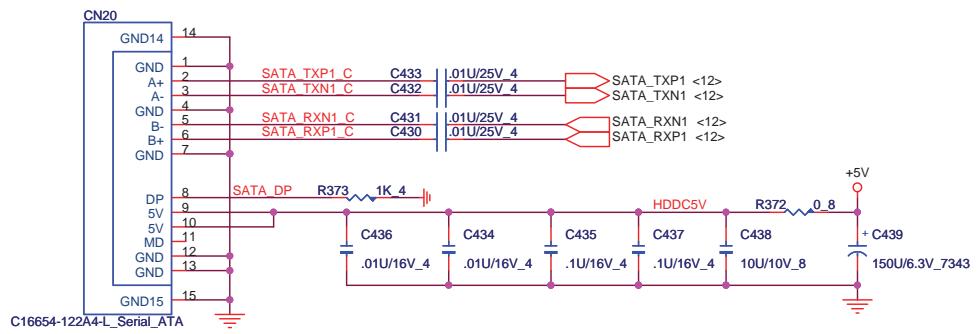 CN20
GND14 14
GND 1
A+ 2 SATA_TXP1_C C433 .01U/25V_4 SATA_TXP1 <12>
A- 3 SATA_TXN1_C C432 .01U/25V_4 SATA_TXN1 <12>
GND 4
B- 5 SATA_RXN1_C C431 .01U/25V_4 SATA_RXN1 <12>
B+ 6 SATA_RXP1_C C430 .01U/25V_4 SATA_RXP1 <12>
GND 7
+5V
DP 8 SATA_DP R373 1K_4
5V 9 HDDC5V R372 0_8
5V 10
MD 11
GND 12
GND 13
C436 C434 C435 C437 C438 + C439
.01U/16V_4 .01U/16V_4 .1U/16V_4 .1U/16V_4 10U/10V_8 150U/6.3V_7343
GND15 15
C16654-122A4-L_Serial_ATA